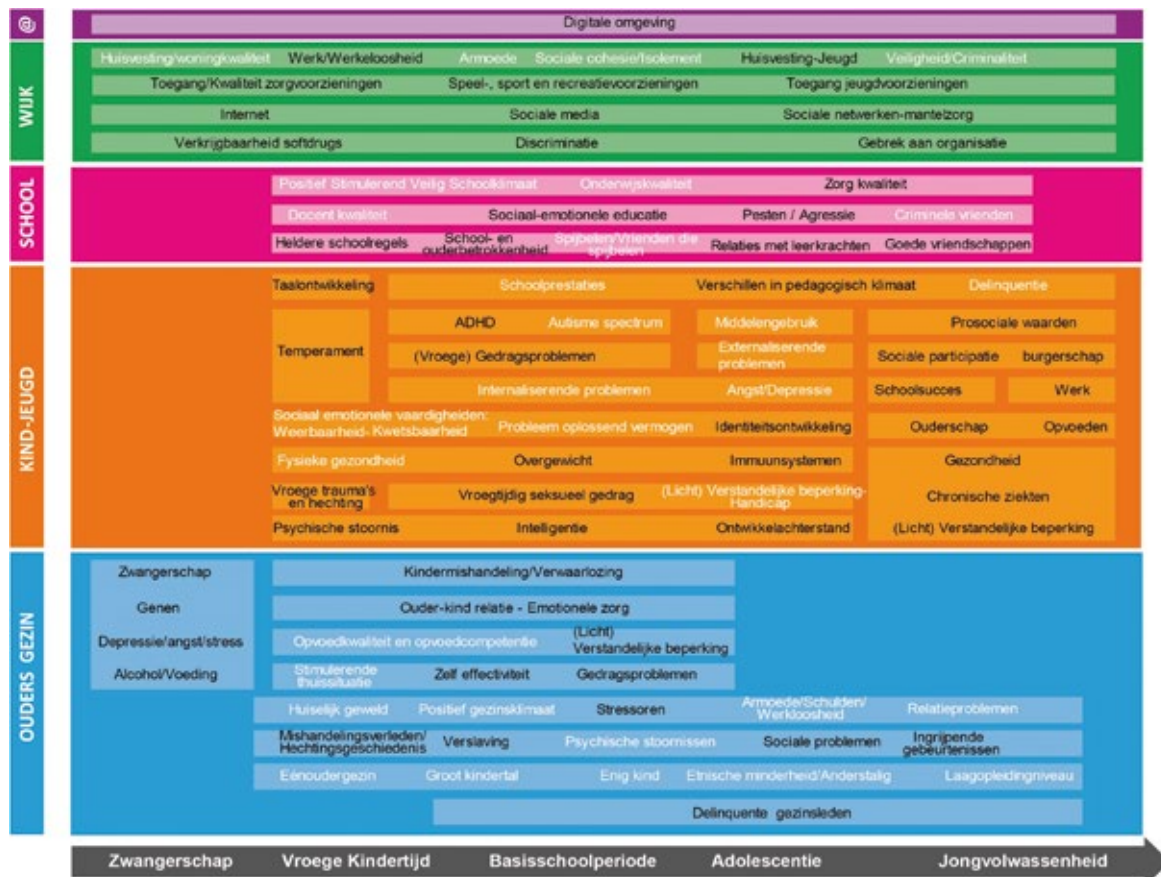 @
Digitale omgeving
WIJK
Huisvesting/woningkwaliteit Werk/Werkeloosheid Armoede Sociale cohesie/Isolement Huisvesting-Jeugd Veiligheid/Criminaliteit
Toegang/Kwaliteit zorgvoorzieningen Speel-, sport en recreatievoorzieningen Toegang jeugdvoorzieningen
Internet Sociale media Sociale netwerken-mantelzorg
Verkrijgbaarheid softdrugs Discriminatie Gebrek aan organisatie
SCHOOL
Positief Stimulerend Veilig Schoolklimaat Onderwijskwaliteit Zorg kwaliteit
Docent kwaliteit Sociaal-emotionele educatie Pesten / Agressie Criminele vrienden
Heldere schoolregels School- en ouderbetrokkenheid Spijbelen/Vrienden die spijbelen Relaties met leerkrachten Goede vriendschappen
KIND-JEUGD
Taalontwikkeling Schoolprestaties Verschillen in pedagogisch klimaat Delinquentie
ADHD Autisme spectrum Middelengebruik Prosociale waarden
Temperament (Vroege) Gedragsproblemen Externaliserende problemen Sociale participatie burgerschap
Internaliserende problemen Angst/Depressie Schoolsucces Werk
Sociaal emotionele vaardigheiden:
Weerbaarheid- Kwetsbaarheid Probleem oplossend vermogen Identiteitsontwikkeling Ouderschap Opvoeden
Fysieke gezondheid Overgewicht Immuunsystemen Gezondheid
Vroege trauma's en hechting Vroegtijdig seksueel gedrag (Licht) Verstandelijke beperking-Handicap Chronische ziekten
Psychische stoornis Intelligentie Ontwikkelachterstand (Licht) Verstandelijke beperking
OUDERS GEZIN
Zwangerschap Kindermishandeling/Verwaarlozing
Genen Ouder-kind relatie - Emotionele zorg
Depressie/angst/stress Opvoedkwaliteit en opvoedcompetentie (Licht) Verstandelijke beperking
Alcohol/Voeding Stimulerende thuissituatie Zelf effectiviteit Gedragsproblemen
Huiselijk geweld Positief gezinsklimaat Stressoren Armoede/Schulden/Werkloosheid Relatieproblemen
Mishandelingsverleden/Hechtingsgeschiedenis Verslaving Psychische stoornissen Sociale problemen Ingrijpende gebeurtenissen
Eénoudergezin Groot kindertal Enig kind Etnische minderheid/Anderstalig Laagopleidingniveau
Delinquente gezinsleden
Zwangerschap Vroege Kindertijd Basisschoolperiode Adolescentie Jongvolwassenheid